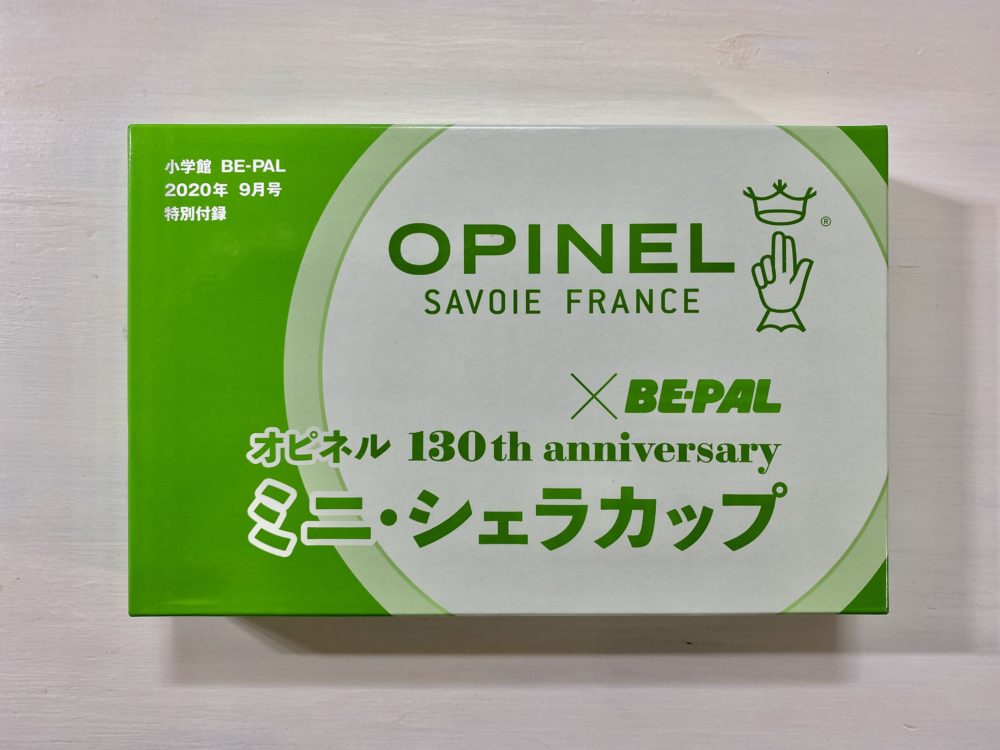 小学館 BE-PAL
2020年 9月号
特別付録
OPINEL
®
SAVOIE FRANCE
×BE-PAL
オピネル 130th anniversary
ミニ・シェラカップ